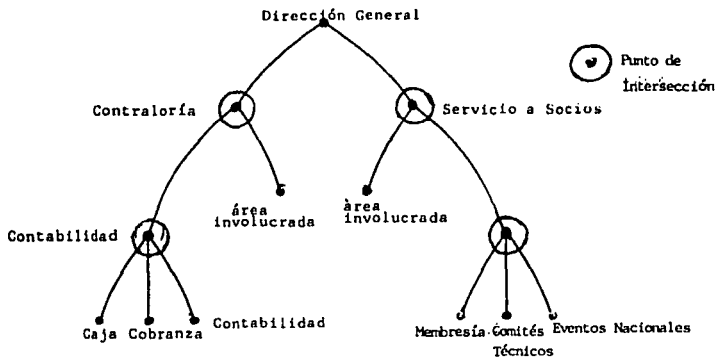 Dirección General
Punto de
Intersección
Contraloría
Servicio a Socios
área
involucrada
àrea
involucrada
Contabilidad
Caja Cobranza Contabilidad
Membresía Comités Eventos Nacionales
Técnicos